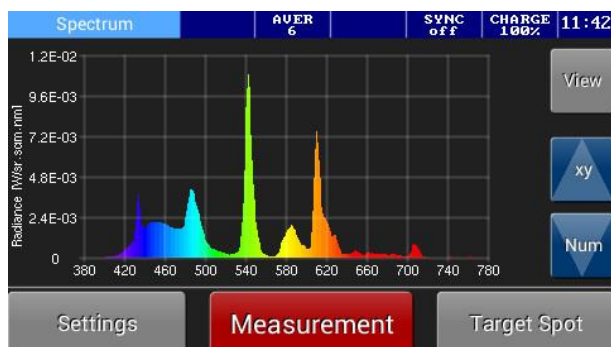 Spectrum
AVER
6
SYNC
off
CHARGE
100%
11:42
Radiance [W/sr.sqm.nm]
1.2E-02
9.6E-03
7.2E-03
4.8E-03
2.4E-03
0
380 420 460 500 540 580 620 660 700 740 780
View
xy
Num
Settings
Measurement
Target Spot